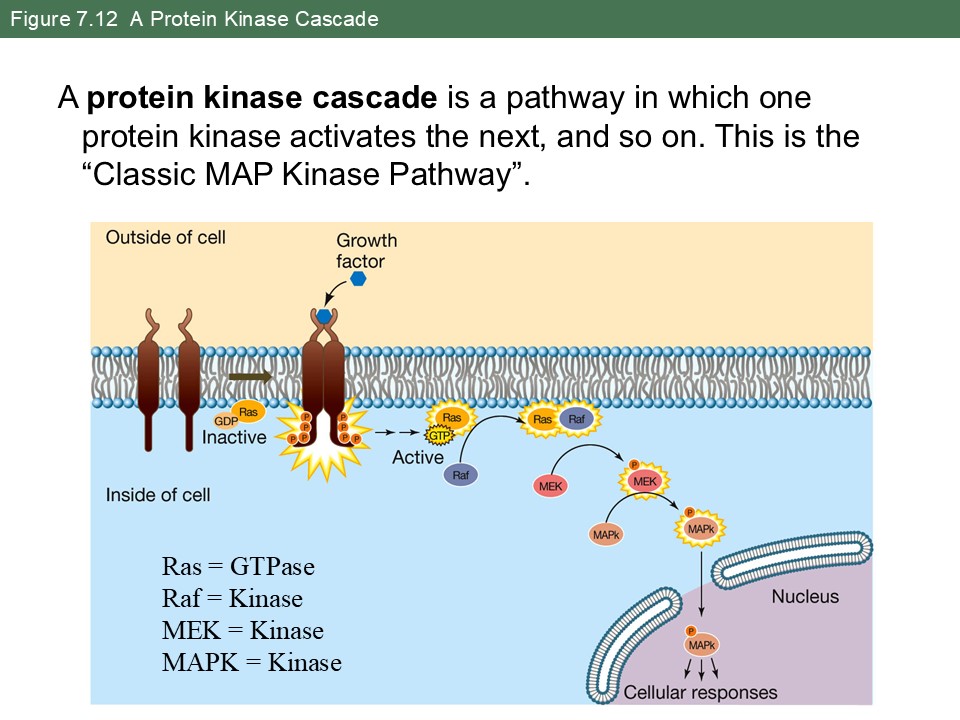 Figure 7.12 A Protein Kinase Cascade
A protein kinase cascade is a pathway in which one
protein kinase activates the next, and so on. This is the
“Classic MAP Kinase Pathway”.
Outside of cell
Growth
factor
Ras
GDP
Inactive
P
P
P
P
P
P
P
P
Ras
GTP
Active
Raf
Ras
Raf
MEK
P
MEK
MAPk
P
MAPk
Inside of cell
Nucleus
P
MAPk
Cellular responses
Ras = GTPase
Raf = Kinase
MEK = Kinase
MAPK = Kinase